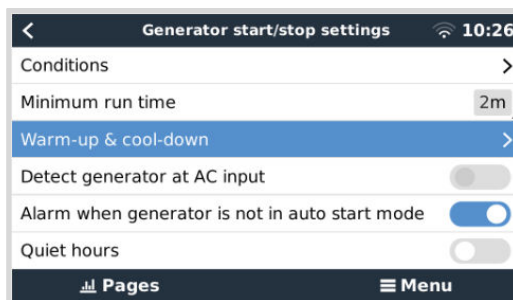 Generator start/stop settings 10:26
Conditions
Minimum run time 2m
Warm-up & cool-down
Detect generator at AC input
Alarm when generator is not in auto start mode
Quiet hours
Pages Menu